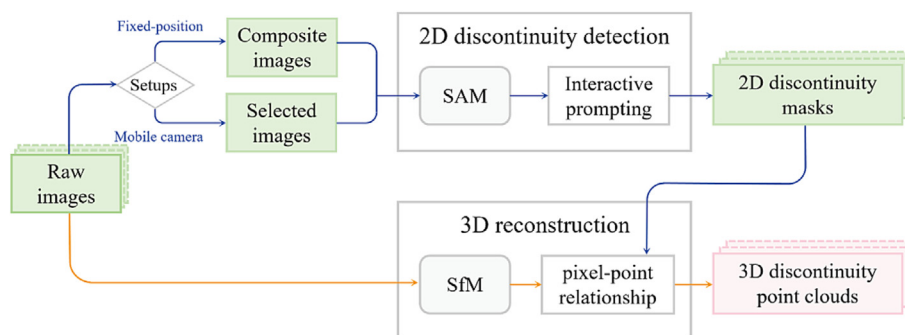 Fixed-position
Composite
images
Setups
Mobile camera
Selected
images
Raw
images
2D discontinuity detection
SAM
Interactive
prompting
2D discontinuity
masks
3D reconstruction
SfM
pixel-point
relationship
3D discontinuity
point clouds